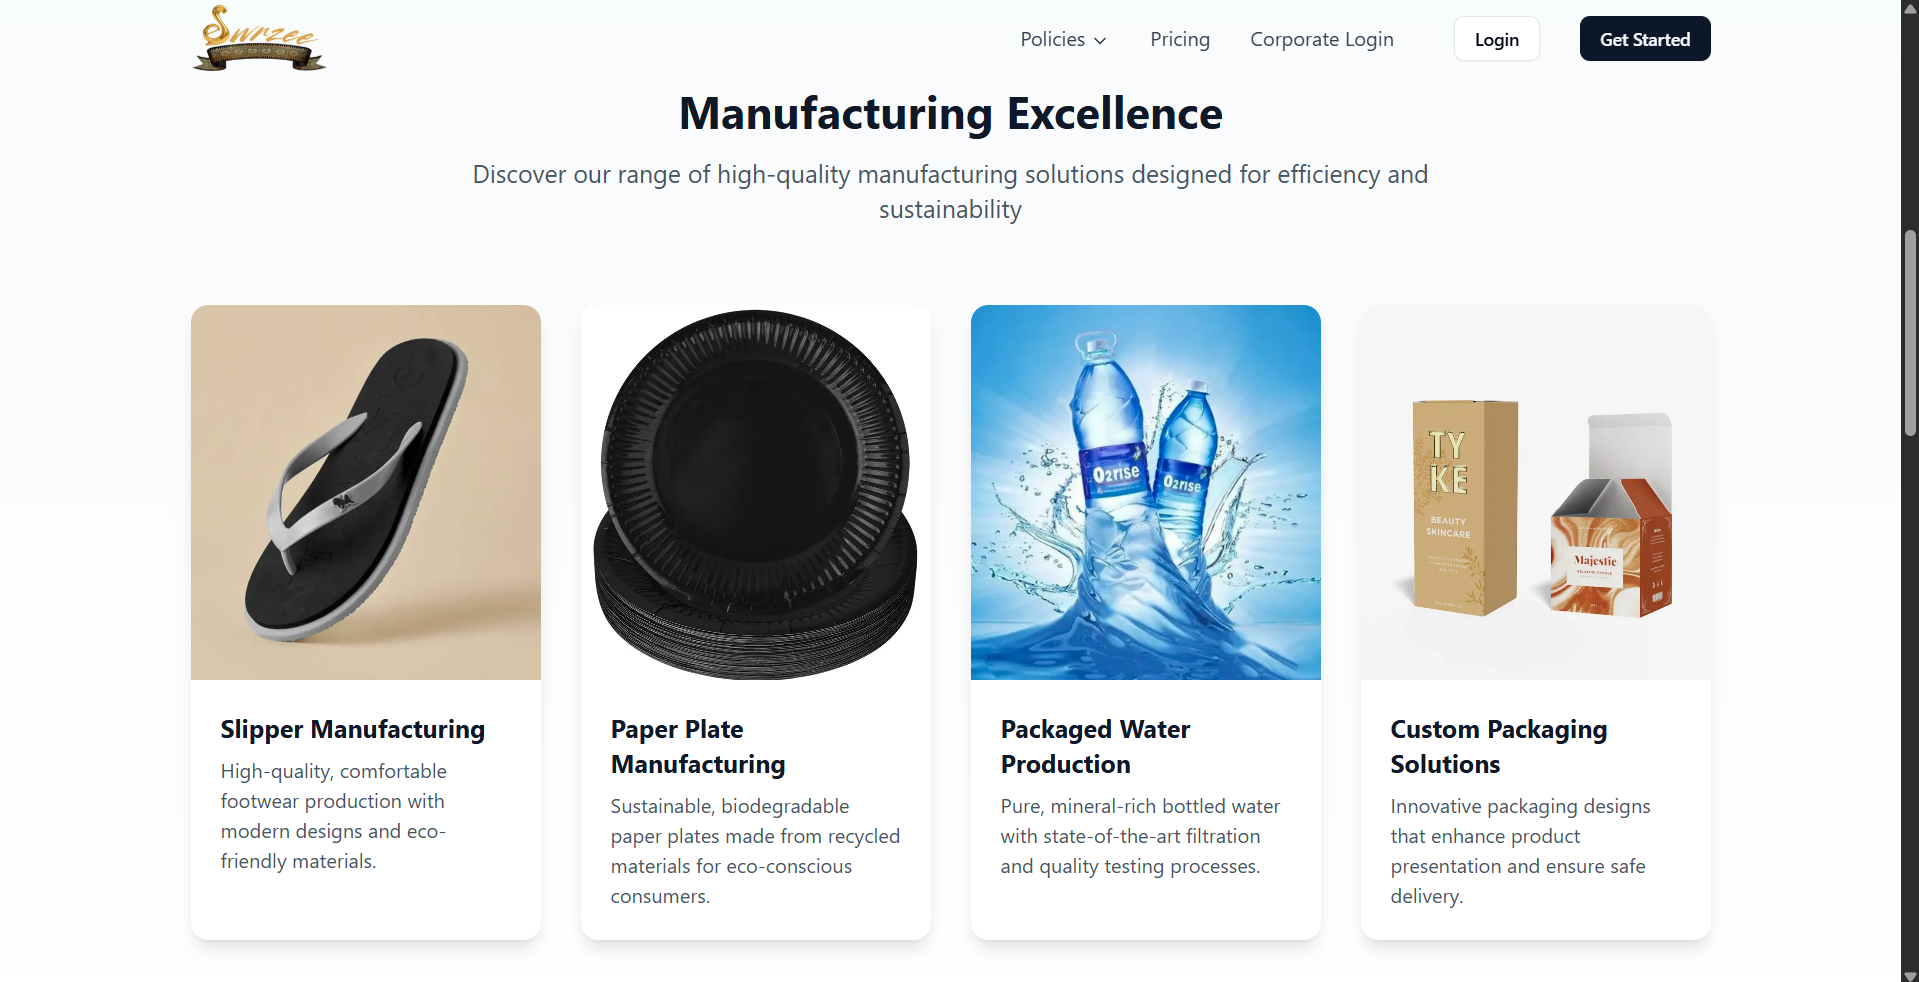 Swrzee
Policies
Pricing
Corporate Login
Login
Get Started
Manufacturing Excellence
Discover our range of high-quality manufacturing solutions designed for efficiency and
sustainability
O2rise
O2rise
TY
KE
BEAUTY
SKINCARE
Majestic
Slipper Manufacturing
High-quality, comfortable
footwear production with
modern designs and eco-
friendly materials.
Paper Plate
Manufacturing
Sustainable, biodegradable
paper plates made from recycled
materials for eco-conscious
consumers.
Packaged Water
Production
Pure, mineral-rich bottled water
with state-of-the-art filtration
and quality testing processes.
Custom Packaging
Solutions
Innovative packaging designs
that enhance product
presentation and ensure safe
delivery.